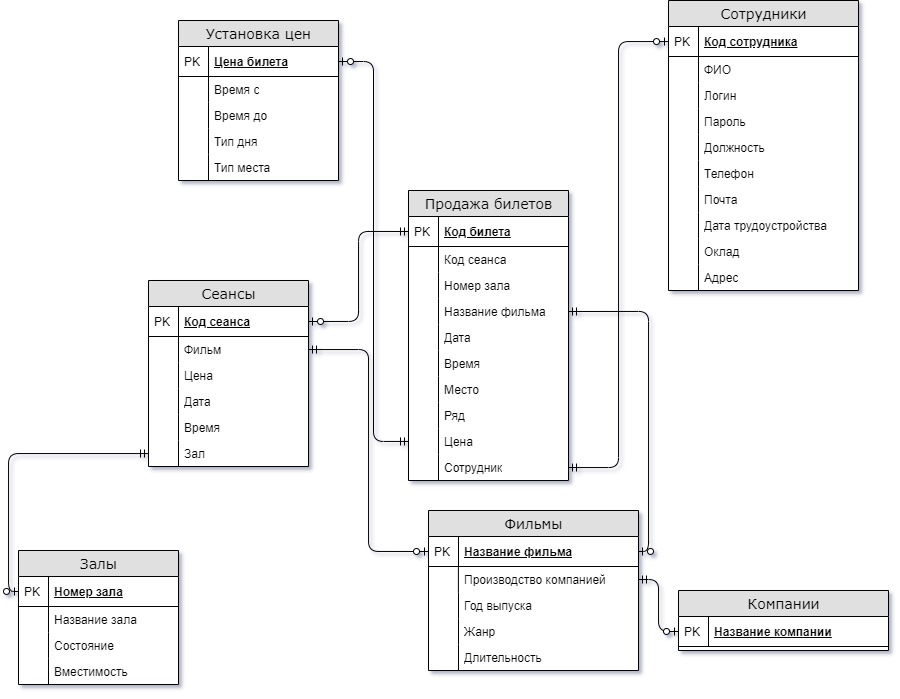 Установка цен
PK Цена билета
Время с
Время до
Тип дня
Тип места
Сотрудники
PK Код сотрудника
ФИО
Логин
Пароль
Должность
Телефон
Почта
Дата трудоустройства
Оклад
Адрес
Продажа билетов
PK Код билета
Код сеанса
Номер зала
Название фильма
Дата
Время
Место
Ряд
Цена
Сотрудник
Сеансы
PK Код сеанса
Фильм
Цена
Дата
Время
Зал
Фильмы
PK Название фильма
Производство компанией
Год выпуска
Жанр
Длительность
Залы
PK Номер зала
Название зала
Состояние
Вместимость
Компании
PK Название компании